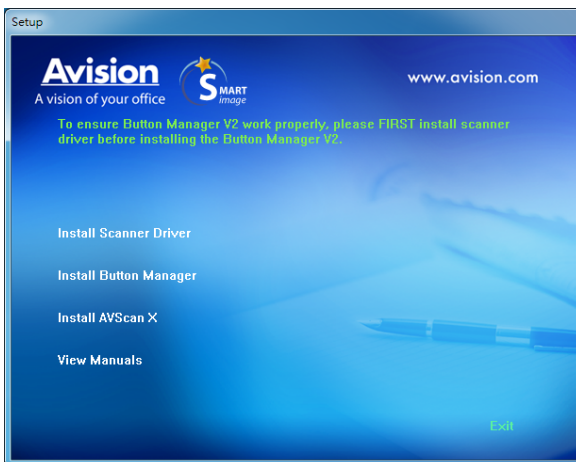 Setup
Avision
A vision of your office
SMART
image
www.avision.com
To ensure Button Manager V2 work properly, please FIRST install scanner
driver before installing the Button Manager V2.
Install Scanner Driver
Install Button Manager
Install AVScan X
View Manuals
Exit